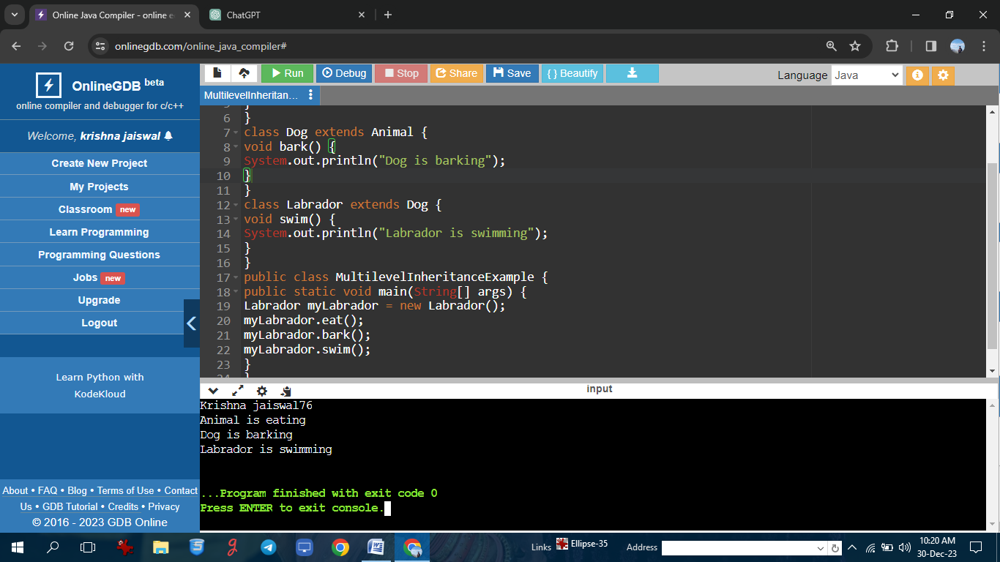 Online Java Compiler - online e
ChatGPT
onlinegdb.com/online_java_compiler#
OnlineGDB beta
online compiler and debugger for c/c++
Welcome, krishna jaiswal
Create New Project
My Projects
Classroom new
Learn Programming
Programming Questions
Jobs new
Upgrade
Logout
Learn Python with
KodeKloud
About • FAQ • Blog • Terms of Use • Contact
Us • GDB Tutorial • Credits • Privacy
© 2016 - 2023 GDB Online
Run Debug Stop Share Save { } Beautify
Language Java
MultilevelInheritan...
5 }
6 }
7 class Dog extends Animal {
8 void bark() {
9 System.out.println("Dog is barking");
10 }
11 }
12 class Labrador extends Dog {
13 void swim() {
14 System.out.println("Labrador is swimming");
15 }
16 }
17 public class MultilevelInheritanceExample {
18 public static void main(String[] args) {
19 Labrador myLabrador = new Labrador();
20 myLabrador.eat();
21 myLabrador.bark();
22 myLabrador.swim();
23 }
24 }
input
Krishna jaiswal76
Animal is eating
Dog is barking
Labrador is swimming
...Program finished with exit code 0
Press ENTER to exit console.
Links Ellipse-35 Address
10:20 AM
30-Dec-23